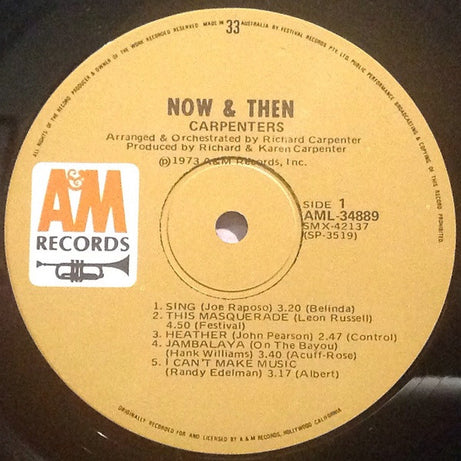 ALL RIGHTS OF THE RECORD PRODUCER & OWNER OF THE WORK RECORDED RESERVED. MADE IN AUSTRALIA BY FESTIVAL RECORDS PTY. LTD. PUBLIC PERFORMANCE, BROADCASTING & COPYING OF THIS RECORD PROHIBITED.
33
NOW & THEN
CARPENTERS
Arranged & Orchestrated by Richard Carpenter
Produced by Richard & Karen Carpenter
℗1973 A&M Records, Inc.
A&M
RECORDS
SIDE 1
AML-34889
SMX-42137
(SP-3519)
1. SING (Joe Raposo) 3.20 (Belinda)
2. THIS MASQUERADE (Leon Russell)
4.50 (Festival)
3. HEATHER (John Pearson) 2.47 (Control)
4. JAMBALAYA (On The Bayou)
(Hank Williams) 3.40 (Acuff-Rose)
5. I CAN'T MAKE MUSIC
(Randy Edelman) 3.17 (Albert)
ORIGINALLY RECORDED FOR AND LICENSED BY A & M RECORDS, HOLLYWOOD CALIFORNIA.